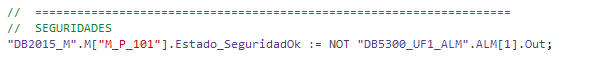 // =====================================================================
// SEGURIDADES
"DB2015_M".M["M_P_101"].Estado_SeguridadOk := NOT "DB5300_UF1_ALM".ALM[1].Out;